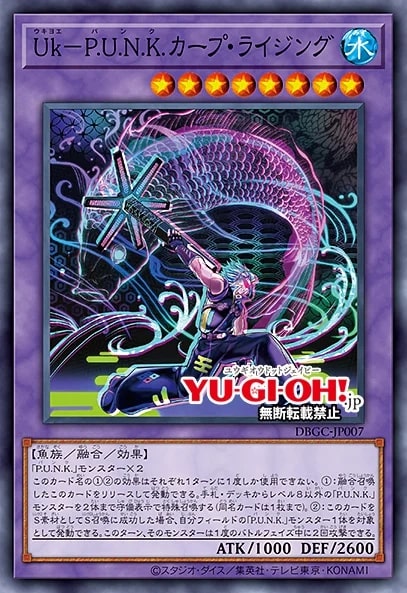 ウキヨエ パンク
Uk－P.U.N.K.カープ・ライジング
水
ユウギオウドットジェイピー
YU-GI-OH!.jp
無断転載禁止
DBGC-JP007
【魚族／融合／効果】
「P.U.N.K.」モンスター×2
このカード名の①②の効果はそれぞれ1ターンに1度しか使用できない。①：融合召喚
したこのカードをリリースして発動できる。手札・デッキからレベル8以外の「P.U.N.K.」
モンスターを2体まで守備表示で特殊召喚する（同名カードは1枚まで）。②：このカードを
S素材としてS召喚に成功した場合、自分フィールドの「P.U.N.K.」モンスター1体を対象
として発動できる。このターン、そのモンスターは1度のバトルフェイズ中に2回攻撃できる。
ATK/1000 DEF/2600
©スタジオ・ダイス／集英社・テレビ東京・KONAMI